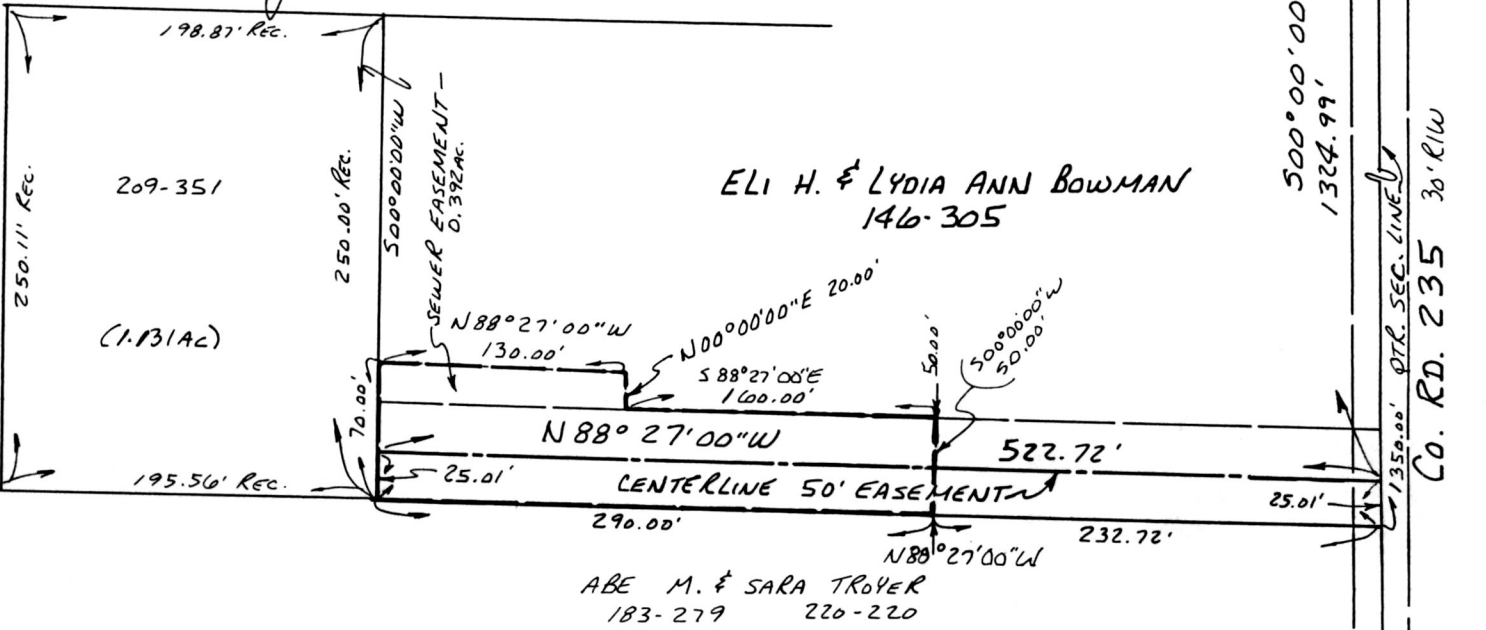 198.87' REC.
250.11' REC.
209-351
(1.131AC)
250.00' REC.
S00°00'00"W
SEWER EASEMENT—
0.392AC.
ELI H. & LYDIA ANN BOWMAN
146-305
S00°00'00
1324.99'
QTR. SEC. LINE
CO. RD. 235 30' R/W
1350.00'
N88°27'00"W
130.00'
N00°00'00"E 20.00'
S88°27'00"E
160.00'
50.00'
S00°00'00"W
50.00'
70.00'
N 88° 27'00"W
522.72'
195.56' REC.
25.01'
CENTERLINE 50' EASEMENT
25.01'
290.00'
232.72'
N88°27'00"W
ABE M. & SARA TROYER
183-279 220-220